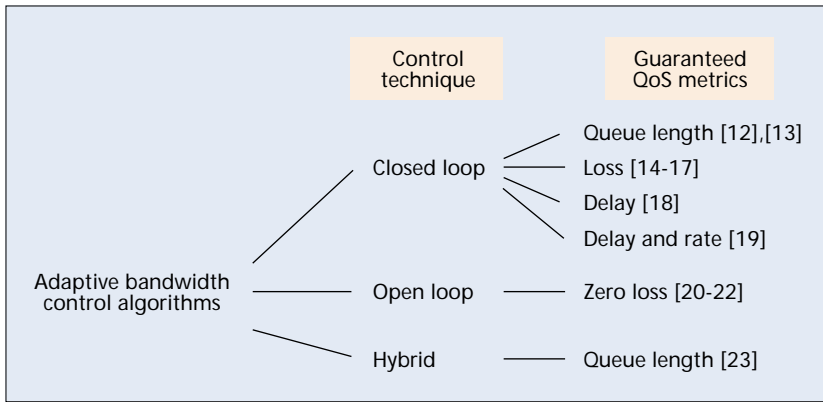 Control
technique
Guaranteed
QoS metrics
Queue length [12],[13]
Closed loop
Loss [14-17]
Delay [18]
Delay and rate [19]
Adaptive bandwidth
control algorithms
Open loop
Zero loss [20-22]
Hybrid
Queue length [23]